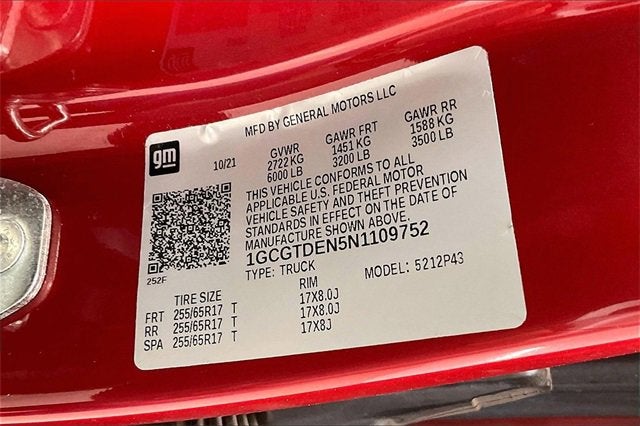 MFD BY GENERAL MOTORS LLC
gm
10/21
GVWR GAWR FRT GAWR RR
2722 KG 1451 KG 1588 KG
6000 LB 3200 LB 3500 LB
THIS VEHICLE CONFORMS TO ALL
APPLICABLE U.S. FEDERAL MOTOR
VEHICLE SAFETY AND THEFT PREVENTION
STANDARDS IN EFFECT ON THE DATE OF
MANUFACTURE SHOWN ABOVE.
1GCGTDEN5N1109752
252F
TYPE: TRUCK MODEL: 5212P43
TIRE SIZE RIM
FRT 255/65R17 T 17X8.0J
RR 255/65R17 T 17X8.0J
SPA 255/65R17 T 17X8J